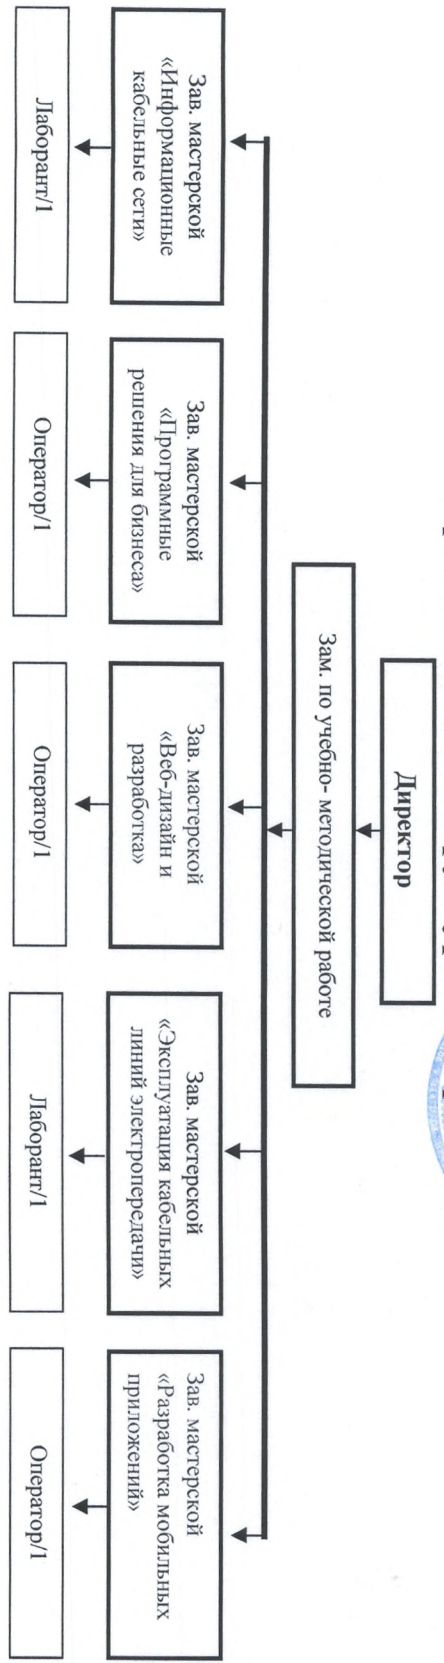 Директор
Зам. по учебно- методической работе
Зав. мастерской
«Информационные
кабельные сети»
Зав. мастерской
«Программные
решения для бизнеса»
Зав. мастерской
«Веб-дизайн и
разработка»
Зав. мастерской
«Эксплуатация кабельных
линий электропередачи»
Зав. мастерской
«Разработка мобильных
приложений»
Лаборант/1
Оператор/1
Оператор/1
Лаборант/1
Оператор/1